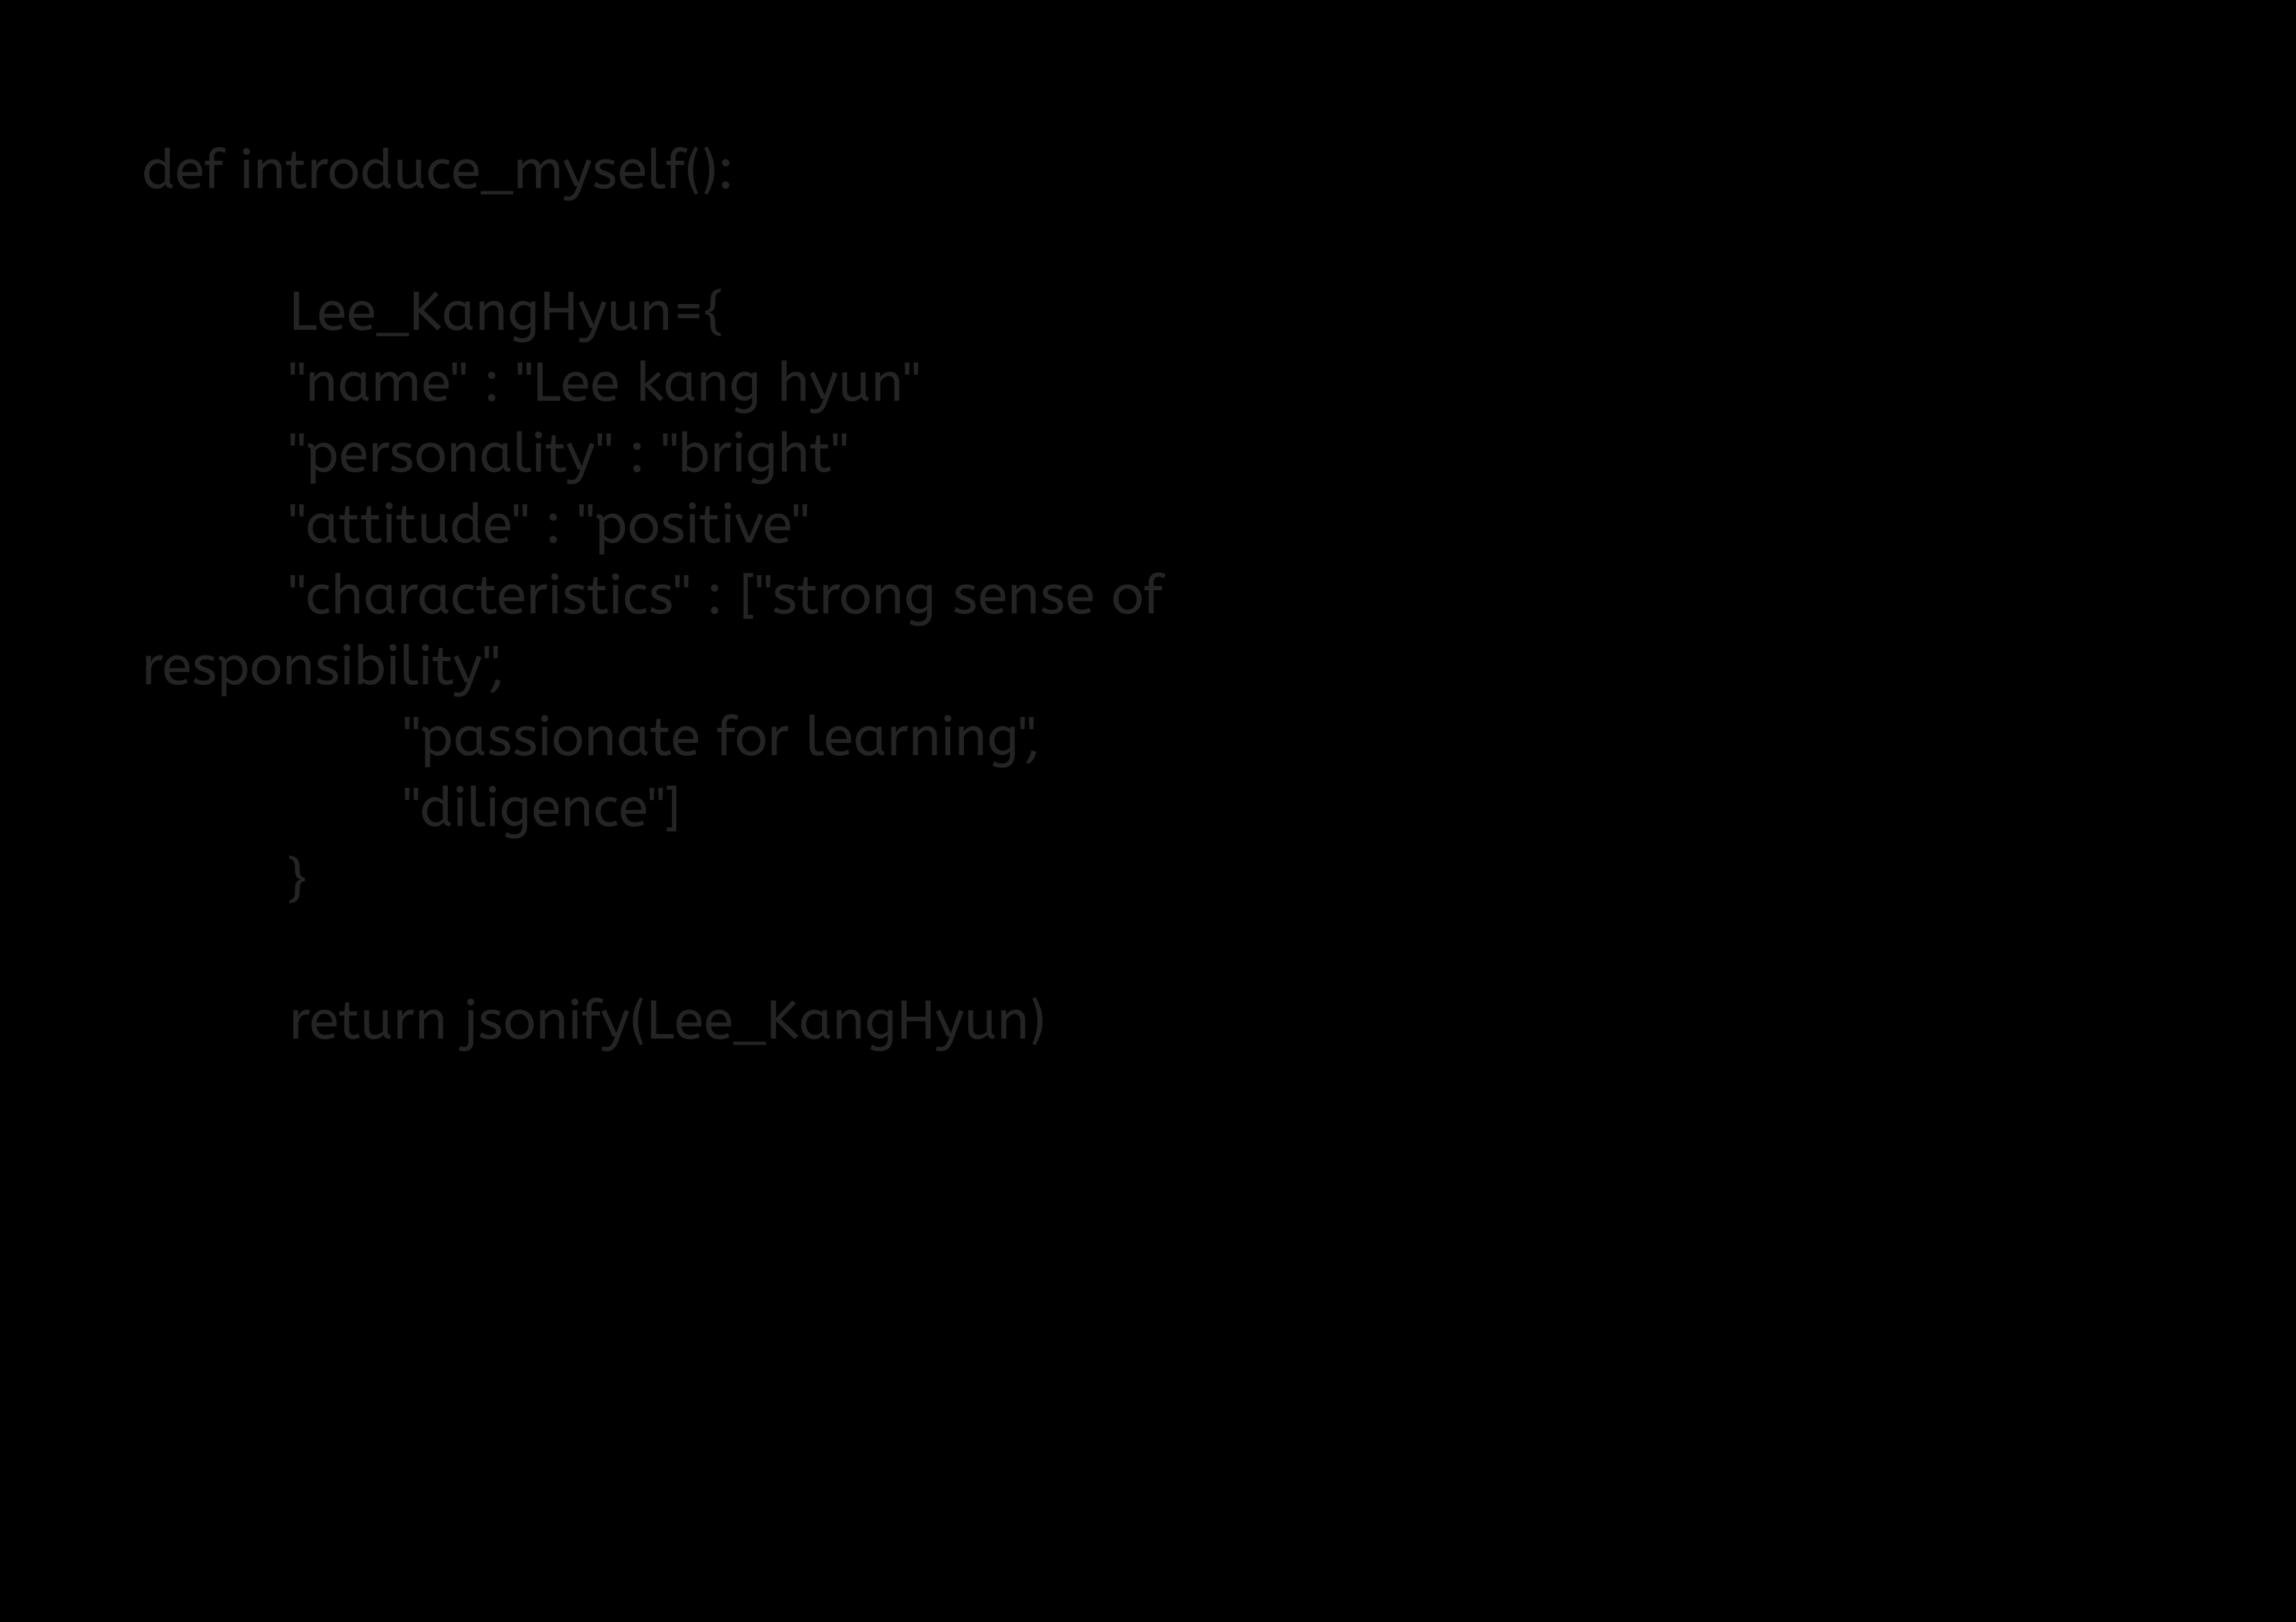 def introduce_myself():
Lee_KangHyun={
"name" : "Lee kang hyun"
"personality" : "bright"
"attitude" : "positive"
"characteristics" : ["strong sense of
responsibility",
"passionate for learning",
"diligence"]
}
return jsonify(Lee_KangHyun)